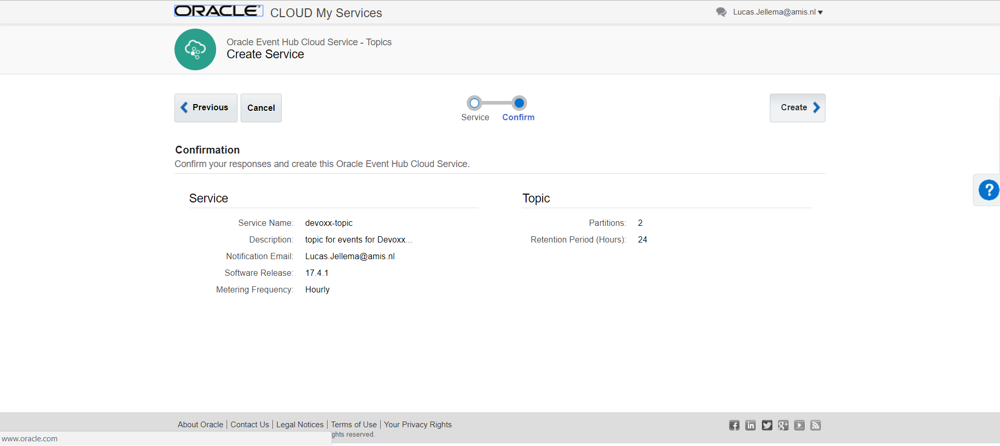 ORACLE CLOUD My Services
Lucas.Jellema@amis.nl
Oracle Event Hub Cloud Service - Topics
Create Service
Previous
Cancel
Service
Confirm
Create
Confirmation
Confirm your responses and create this Oracle Event Hub Cloud Service.
Service
Service Name: devoxx-topic
Description: topic for events for Devoxx...
Notification Email: Lucas.Jellema@amis.nl
Software Release: 17.4.1
Metering Frequency: Hourly
Topic
Partitions: 2
Retention Period (Hours): 24
?
About Oracle | Contact Us | Legal Notices | Terms of Use | Your Privacy Rights
ghts reserved.
www.oracle.com